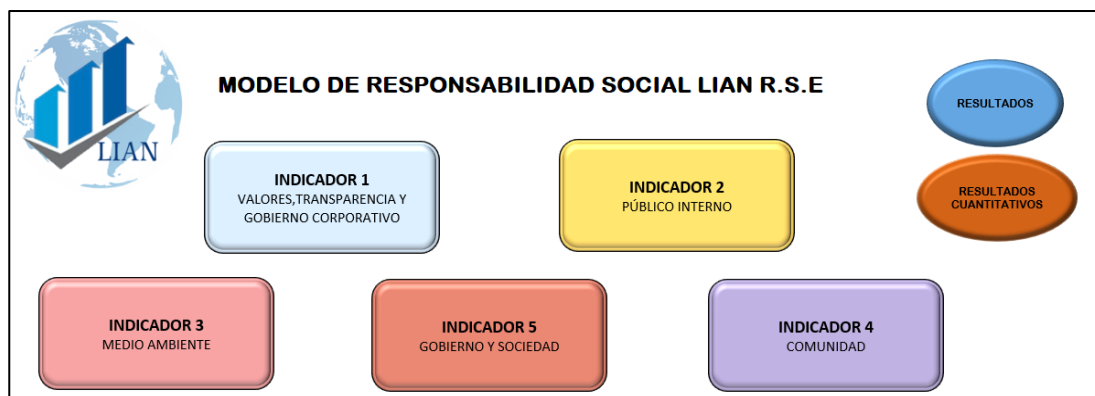 MODELO DE RESPONSABILIDAD SOCIAL LIAN R.S.E
LIAN
RESULTADOS
INDICADOR 1
VALORES,TRANSPARENCIA Y
GOBIERNO CORPORATIVO
INDICADOR 2
PÚBLICO INTERNO
RESULTADOS
CUANTITATIVOS
INDICADOR 3
MEDIO AMBIENTE
INDICADOR 5
GOBIERNO Y SOCIEDAD
INDICADOR 4
COMUNIDAD